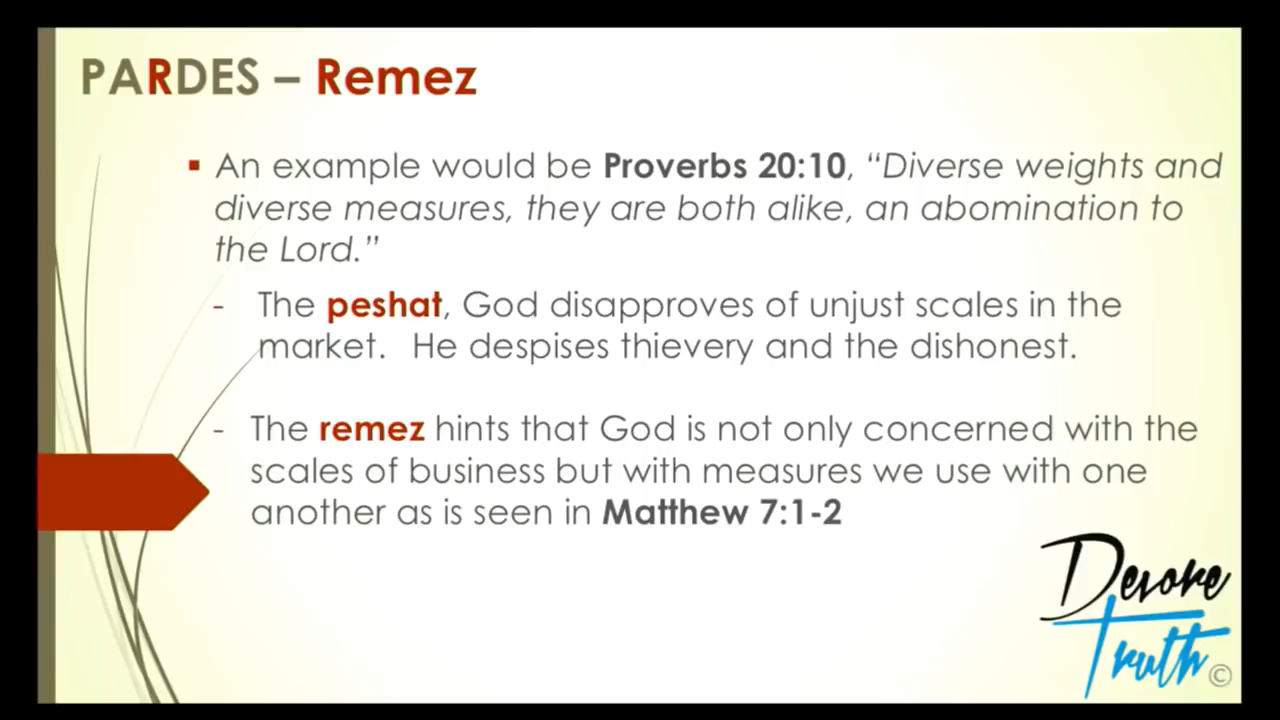 PARDES – Remez
▪ An example would be Proverbs 20:10, “Diverse weights and
diverse measures, they are both alike, an abomination to
the Lord.”
- The peshat, God disapproves of unjust scales in the
market. He despises thievery and the dishonest.
- The remez hints that God is not only concerned with the
scales of business but with measures we use with one
another as is seen in Matthew 7:1-2
Devore
Truth ©